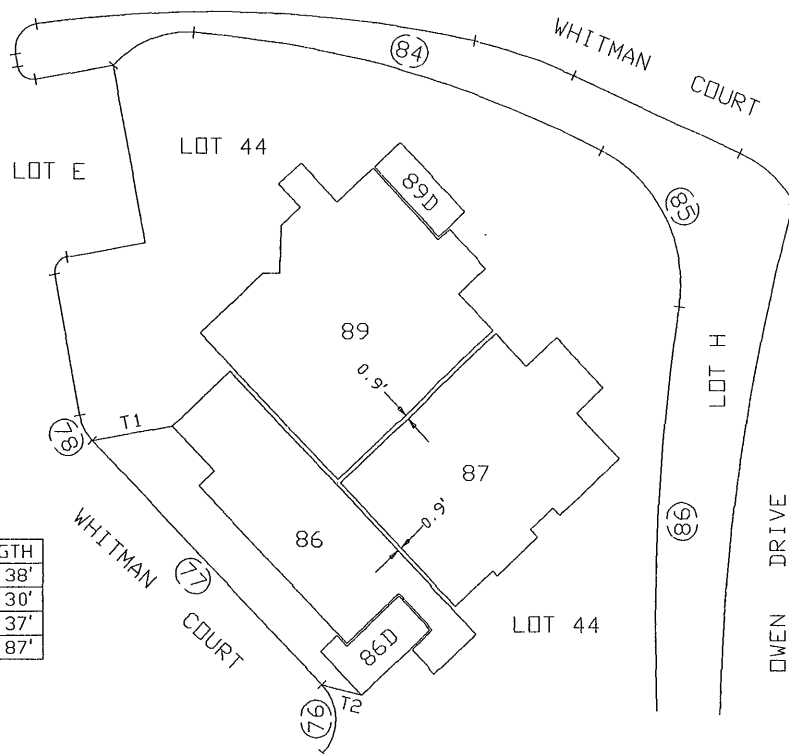 WHITMAN COURT
84
LOT 44
LOT E
89D
85
89
LOT H
0.9'
T1
78
87
86
WHITMAN COURT
77
86
0.9'
GTH
38'
30'
37'
87'
OWEN DRIVE
LOT 44
86D
T2
76